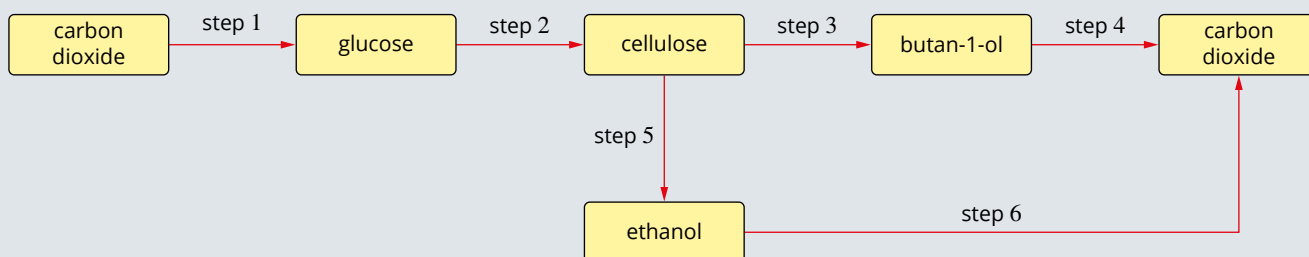 carbon
dioxide
step 1
glucose
step 2
cellulose
step 3
butan-1-ol
step 4
carbon
dioxide
step 5
ethanol
step 6